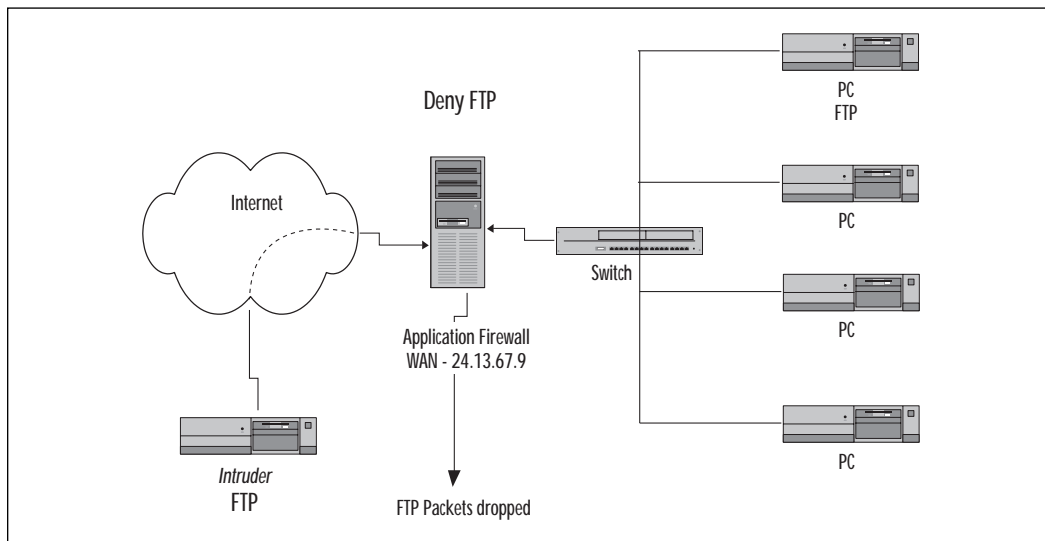 Deny FTP
Internet
Application Firewall
WAN - 24.13.67.9
Intruder
FTP
FTP Packets dropped
Switch
PC
FTP
PC
PC
PC